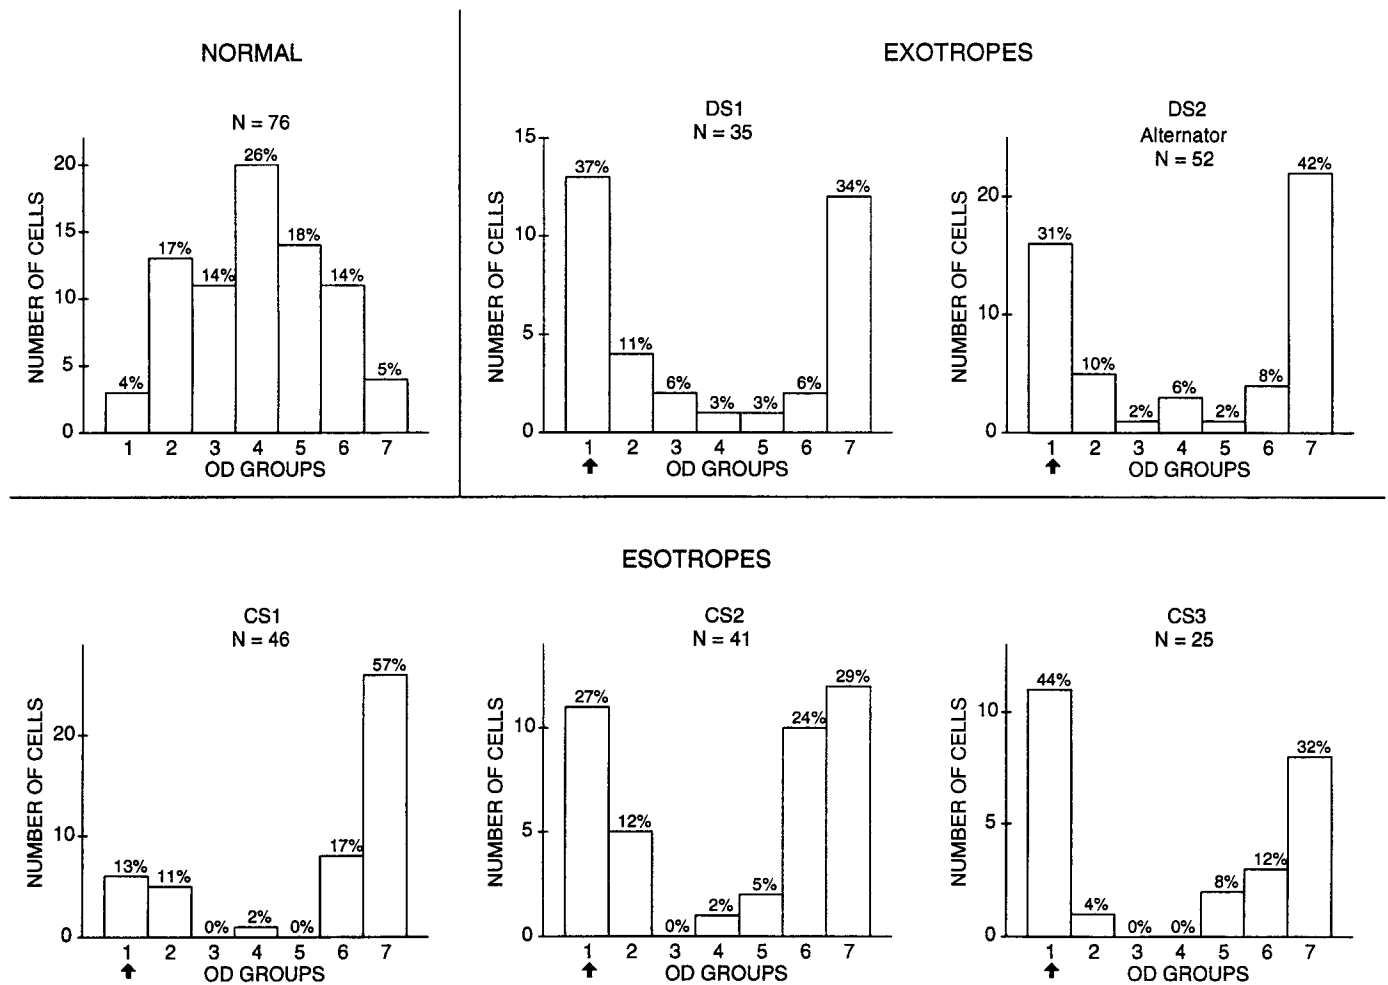 NORMAL
N = 76
NUMBER OF CELLS
20
15
10
5
0
4%
17%
14%
26%
18%
14%
5%
1 2 3 4 5 6 7
OD GROUPS
EXOTROPES
DS1
N = 35
NUMBER OF CELLS
15
10
5
0
37%
11%
6%
3%
3%
6%
34%
1 2 3 4 5 6 7
OD GROUPS
DS2
Alternator
N = 52
NUMBER OF CELLS
20
10
0
31%
10%
2%
6%
2%
8%
42%
1 2 3 4 5 6 7
OD GROUPS
ESOTROPES
CS1
N = 46
NUMBER OF CELLS
20
10
0
13%
11%
0%
2%
0%
17%
57%
1 2 3 4 5 6 7
OD GROUPS
CS2
N = 41
NUMBER OF CELLS
10
5
0
27%
12%
0%
2%
5%
24%
29%
1 2 3 4 5 6 7
OD GROUPS
CS3
N = 25
NUMBER OF CELLS
10
5
0
44%
4%
0%
0%
8%
12%
32%
1 2 3 4 5 6 7
OD GROUPS